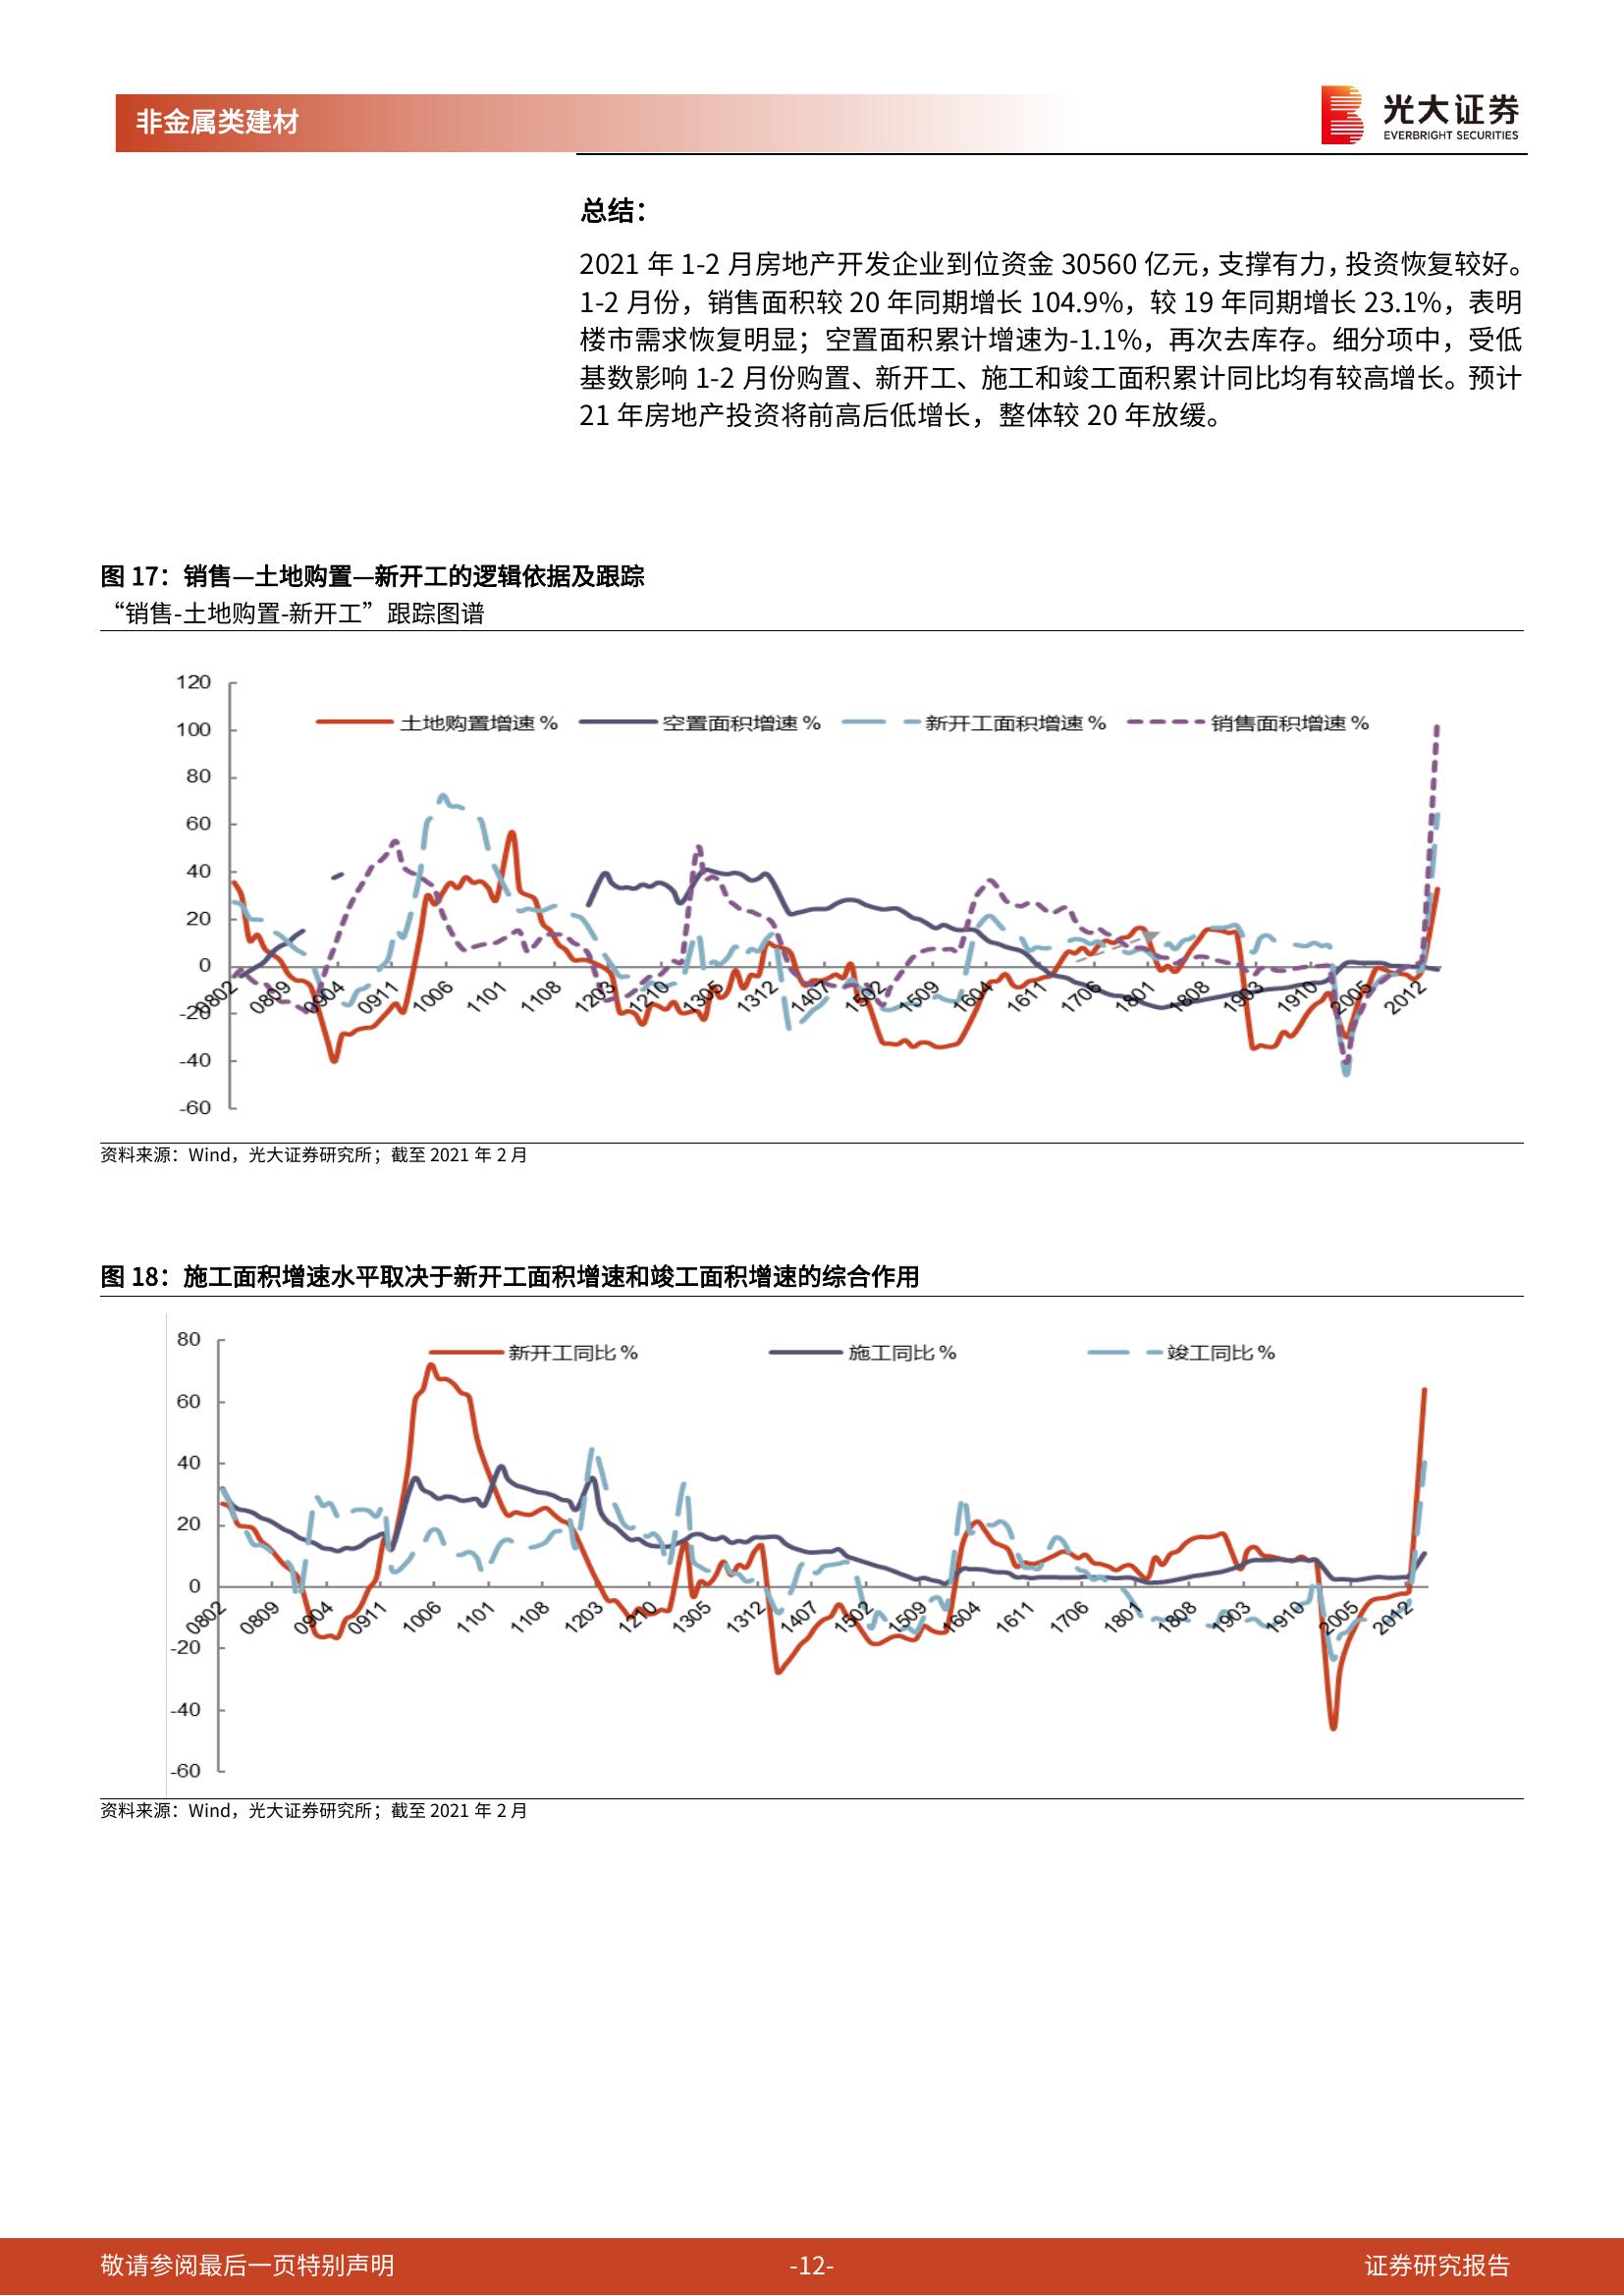 非金属类建材
光大证券
EVERBRIGHT SECURITIES
总结：
2021 年 1-2 月房地产开发企业到位资金 30560 亿元，支撑有力，投资恢复较好。
1-2 月份，销售面积较 20 年同期增长 104.9%，较 19 年同期增长 23.1%，表明
楼市需求恢复明显；空置面积累计增速为-1.1%，再次去库存。细分项中，受低
基数影响 1-2 月份购置、新开工、施工和竣工面积累计同比均有较高增长。预计
21 年房地产投资将前高后低增长，整体较 20 年放缓。
图 17：销售—土地购置—新开工的逻辑依据及跟踪
“销售-土地购置-新开工”跟踪图谱
土地购置增速 % 空置面积增速 % 新开工面积增速 % 销售面积增速 %
120
100
80
60
40
20
0
-20
-40
-60
0802 0809 0904 0911 1006 1101 1108 1203 1210 1305 1312 1407 1502 1509 1604 1611 1706 1801 1808 1903 1910 2005 2012
资料来源：Wind，光大证券研究所；截至 2021 年 2 月
图 18：施工面积增速水平取决于新开工面积增速和竣工面积增速的综合作用
新开工同比 % 施工同比 % 竣工同比 %
80
60
40
20
0
-20
-40
-60
0802 0809 0904 0911 1006 1101 1108 1203 1210 1305 1312 1407 1502 1509 1604 1611 1706 1801 1808 1903 1910 2005 2012
资料来源：Wind，光大证券研究所；截至 2021 年 2 月
敬请参阅最后一页特别声明 -12- 证券研究报告